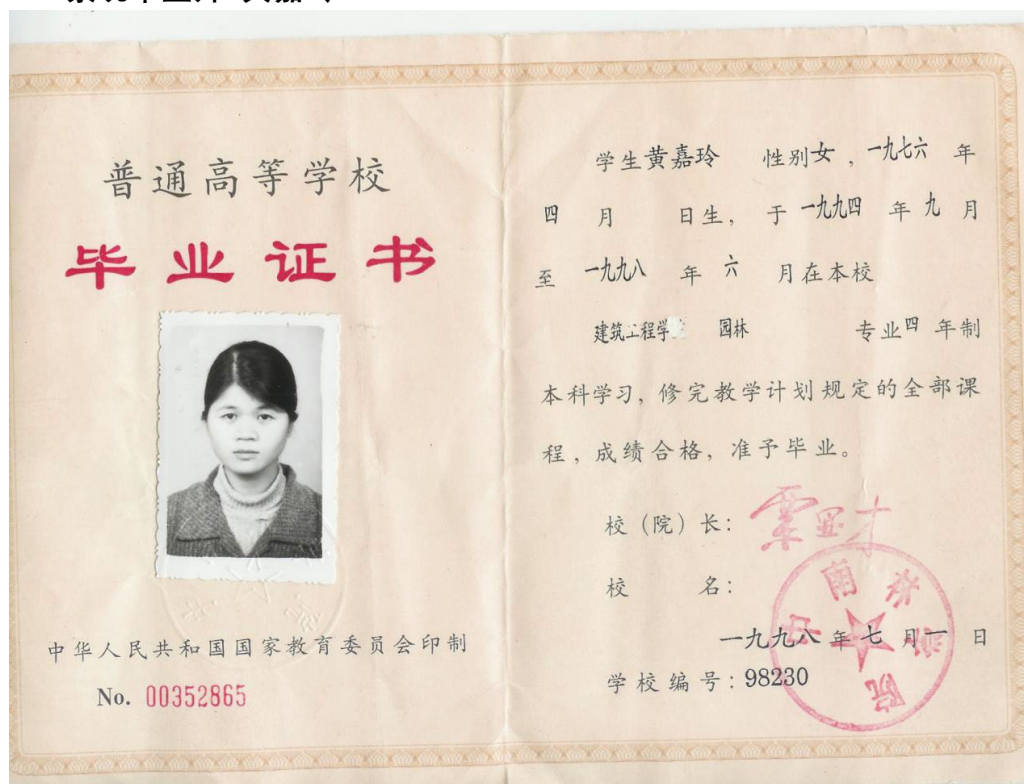 普通高等学校
毕业证书
中华人民共和国国家教育委员会印制
No. 00352865
学生黄嘉玲 性别女，一九七六 年
四 月 日生，于 一九九四 年 九 月
至 一九九八 年 六 月在本校
建筑工程学 园林 专业四 年制
本科学习，修完教学计划规定的全部课
程，成绩合格，准予毕业。
校（院）长：
校 名：
一九九八 年 七 月 一 日
学校编号：98230
中南林学院